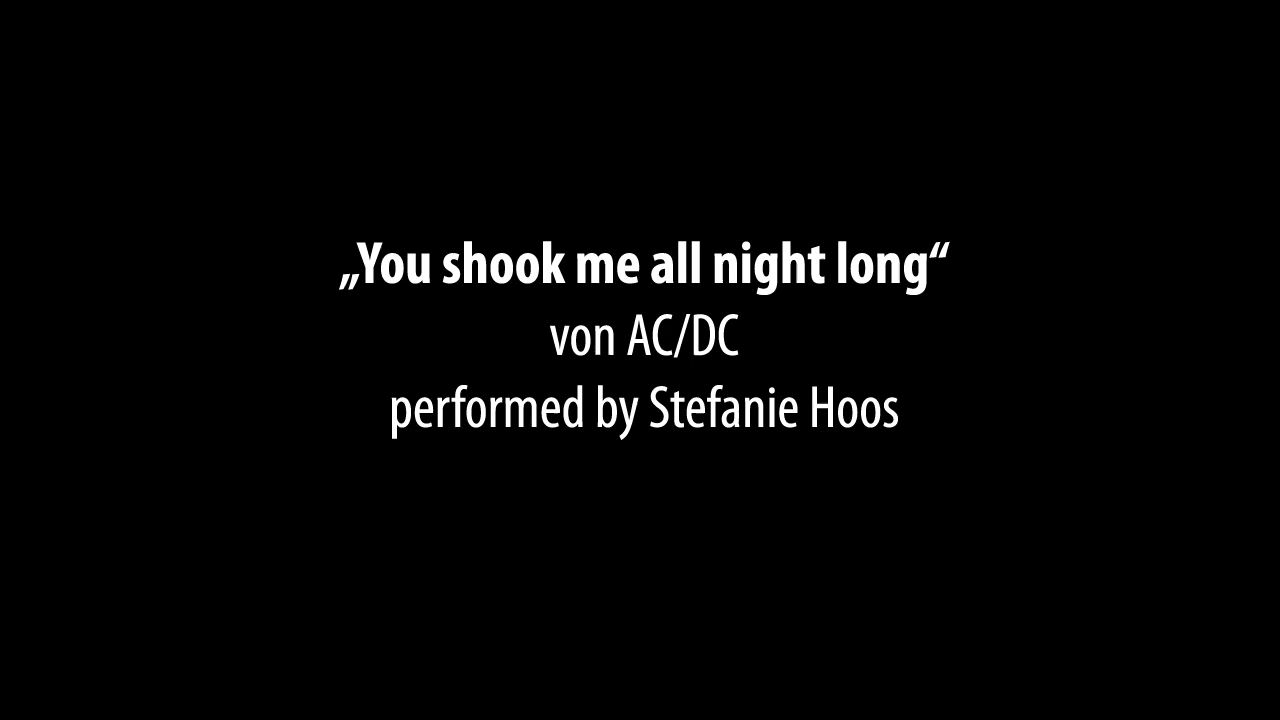 „You shook me all night long“
von AC/DC
performed by Stefanie Hoos